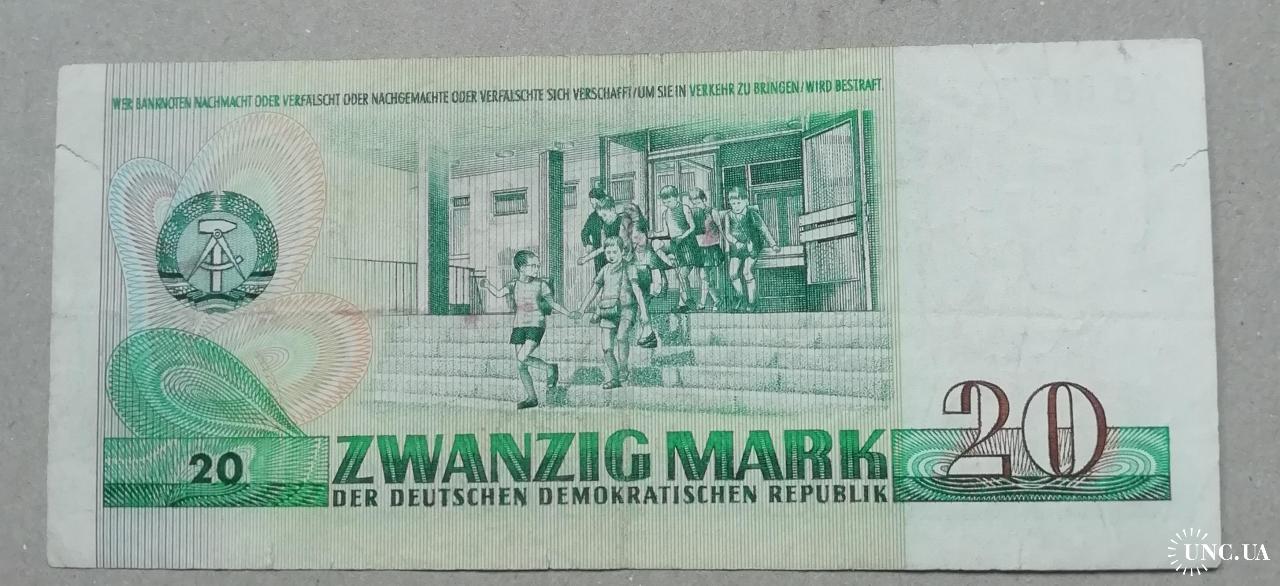 WER BANKNOTEN NACHMACHT ODER VERFÄLSCHT ODER NACHGEMACHTE ODER VERFÄLSCHTE SICH VERSCHAFFT/UM SIE IN VERKEHR ZU BRINGEN/WIRD BESTRAFT.
20
ZWANZIG MARK
20
DER DEUTSCHEN DEMOKRATISCHEN REPUBLIK
UNC.UA